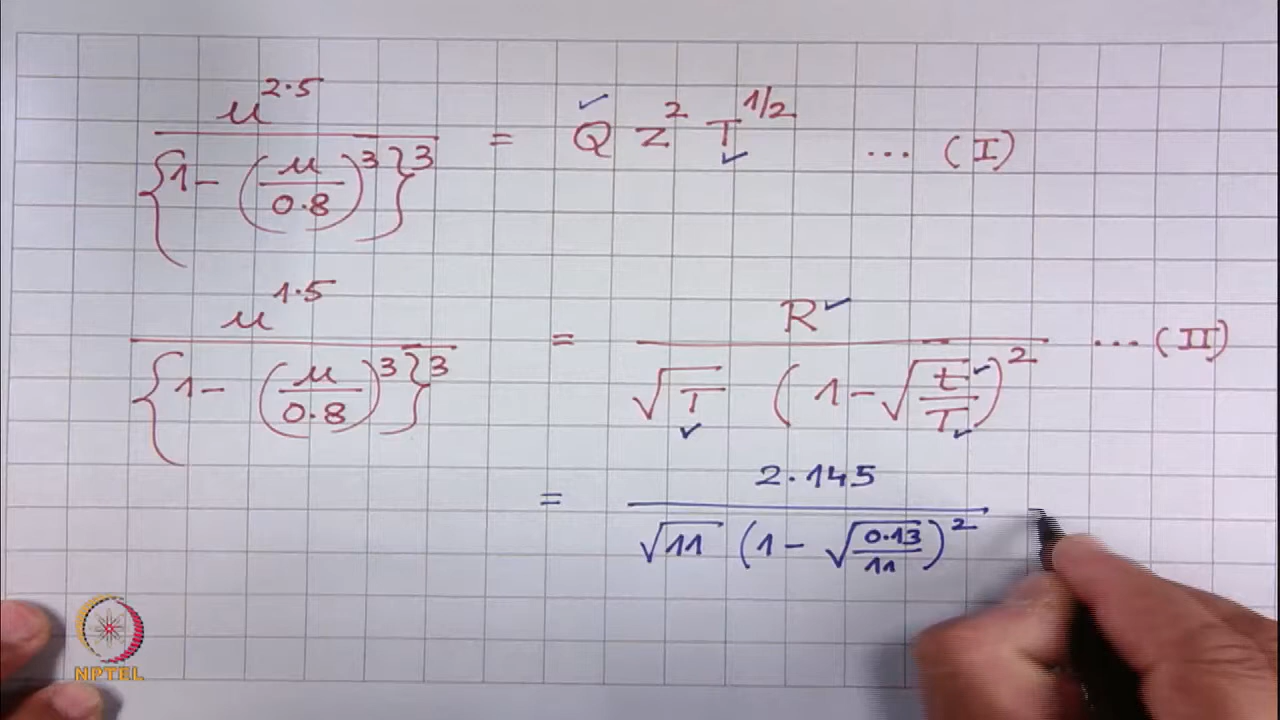 μ^2.5 / {1 - (μ/0.8)^3}^3 = Q z^2 T^1/2 ... (I)
μ^1.5 / {1 - (μ/0.8)^3}^3 = R / √T (1 - √(t/T))^2 ... (II)
= 2.145 / √11 (1 - √(0.13/11))^2
NPTEL